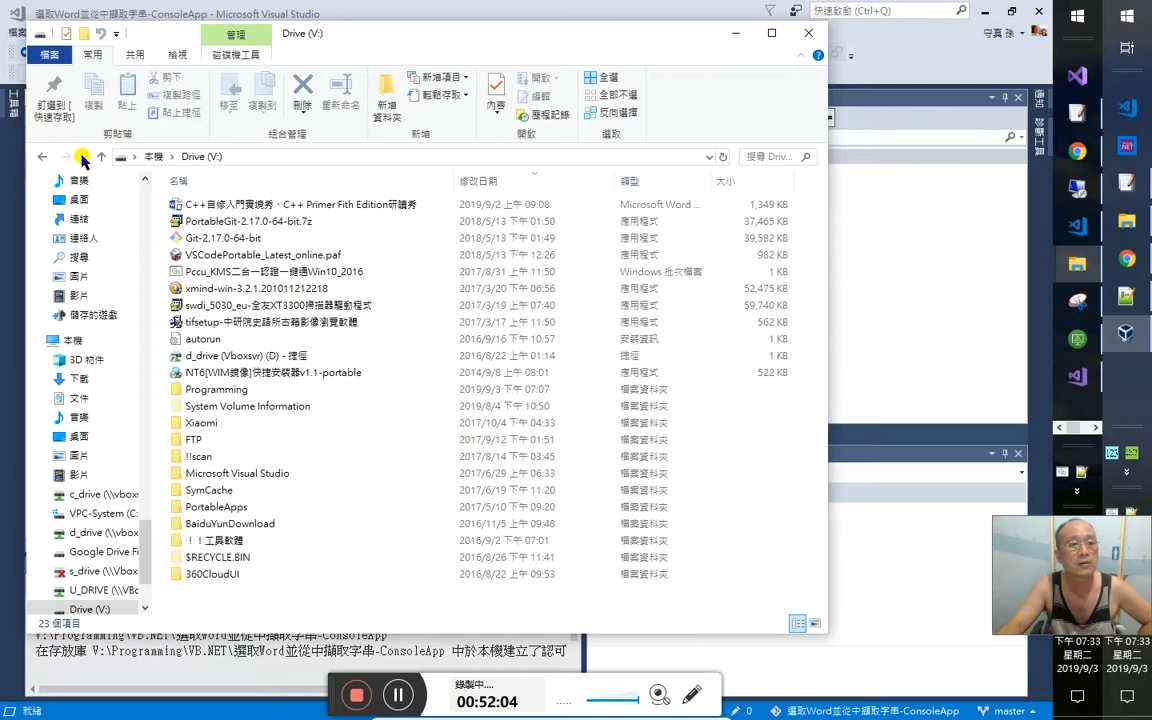 選取Word並從中擷取字串-ConsoleApp - Microsoft Visual Studio
快速啟動 (Ctrl+Q)
守真 孫
管理
Drive (V:)
檔案
常用
共用
檢視
磁碟機工具
釘選到 [
快速存取]
複製
貼上
剪下
複製路徑
貼上捷徑
剪貼簿
移至
複製到
刪除
重新命名
組合管理
新增
資料夾
新增項目
輕鬆存取
新增
內容
開啟
編輯
歷程記錄
開啟
全選
全部不選
反向選擇
選取
本機
Drive (V:)
搜尋 Driv...
音樂
桌面
連結
連絡人
搜尋
圖片
影片
儲存的遊戲
本機
3D 物件
下載
文件
音樂
桌面
圖片
影片
c_drive (\\vbox
VPC-System (C:
d_drive (\\vbo
Google Drive Fi
s_drive (\\vbo
U_DRIVE (\\VBo
Drive (V:)
名稱 修改日期 類型 大小
C++自修入門實境秀、C++ Primer Fith Edition研讀秀 2019/9/2 上午 09:08 Microsoft Word ... 1,349 KB
PortableGit-2.17.0-64-bit.7z 2018/5/13 下午 01:50 應用程式 37,465 KB
Git-2.17.0-64-bit 2018/5/13 下午 01:49 應用程式 39,582 KB
VSCodePortable_Latest_online.paf 2018/5/13 下午 12:26 應用程式 982 KB
Pccu_KMS二合一認證一鍵通Win10_2016 2017/8/31 上午 11:50 Windows 批次檔案 1 KB
xmind-win-3.2.1.201011212218 2017/3/20 上午 06:56 應用程式 52,475 KB
swdi_5030_eu-全友XT3300掃描器驅動程式 2017/3/19 下午 07:40 應用程式 59,740 KB
tifsetup-中研院史語所古籍影像瀏覽軟體 2017/3/17 上午 11:50 應用程式 562 KB
autorun 2016/9/16 上午 10:57 安裝資訊 1 KB
d_drive (Vboxsvr) (D) - 捷徑 2016/8/22 上午 01:14 捷徑 1 KB
NT6[WIM鏡像]快捷安裝器v1.1-portable 2014/9/8 上午 08:01 應用程式 522 KB
Programming 2019/9/3 下午 07:07 檔案資料夾
System Volume Information 2019/8/4 下午 10:50 檔案資料夾
Xiaomi 2017/10/4 下午 04:33 檔案資料夾
FTP 2017/9/12 上午 01:51 檔案資料夾
!!scan 2017/8/14 下午 03:45 檔案資料夾
Microsoft Visual Studio 2017/6/29 下午 06:33 檔案資料夾
SymCache 2017/6/19 上午 11:20 檔案資料夾
PortableApps 2017/5/10 下午 09:20 檔案資料夾
BaiduYunDownload 2016/11/5 上午 09:48 檔案資料夾
！！工具軟體 2016/9/2 下午 07:01 檔案資料夾
$RECYCLE.BIN 2016/8/26 下午 11:41 檔案資料夾
360CloudUI 2016/8/22 下午 09:53 檔案資料夾
23 個項目
工具箱
通知
診斷工具
V:\Programming\VB.NET\選取Word並從中擷取字串-ConsoleApp
在存放庫 V:\Programming\VB.NET\選取Word並從中擷取字串-ConsoleApp 中於本機建立了認可
錄製中....
00:52:04
就緒
0
選取Word並從中擷取字串-ConsoleApp
master
下午 07:33
星期二
2019/9/3
下午 07:33
星期二
2019/9/3